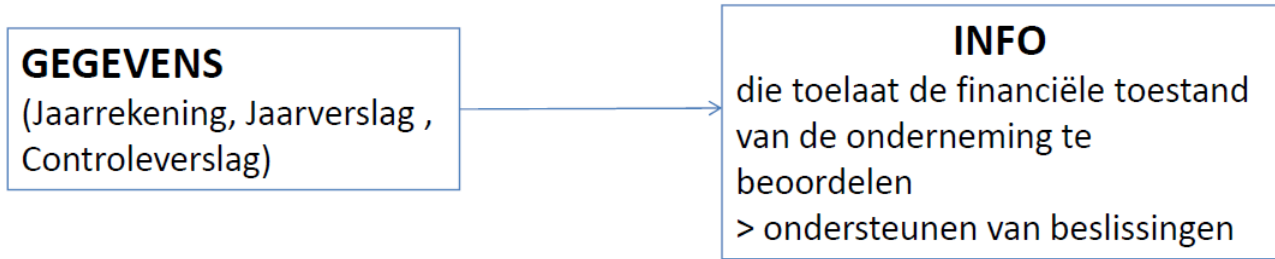 GEGEVENS
(Jaarrekening, Jaarverslag ,
Controleverslag)
INFO
die toelaat de financiële toestand
van de onderneming te
beoordelen
> ondersteunen van beslissingen